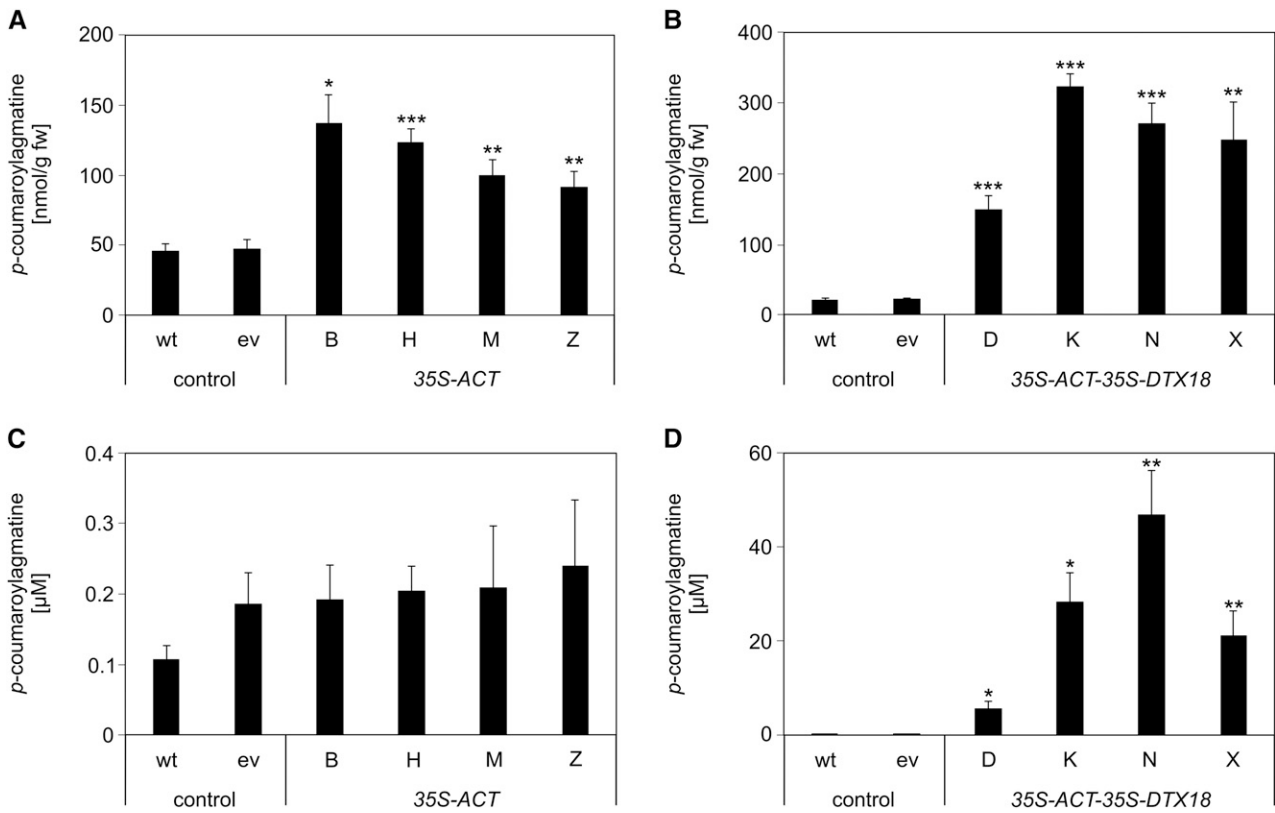 A
p-coumaroylagmatine
[nmol/g fw]
200
150
100
50
0
*
***
**
**
wt ev B H M Z
control 35S-ACT
B
p-coumaroylagmatine
[nmol/g fw]
400
300
200
100
0
***
***
***
**
wt ev D K N X
control 35S-ACT-35S-DTX18
C
p-coumaroylagmatine
[µM]
0.4
0.3
0.2
0.1
0
wt ev B H M Z
control 35S-ACT
D
p-coumaroylagmatine
[µM]
60
40
20
0
*
*
**
**
wt ev D K N X
control 35S-ACT-35S-DTX18